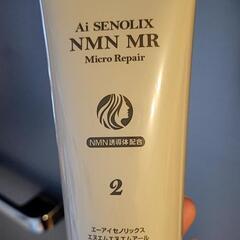 Ai SENOLIX
NMN MR
Micro Repair
NMN誘導体配合
2
エーアイセノリックス
エヌエムエヌエムアール